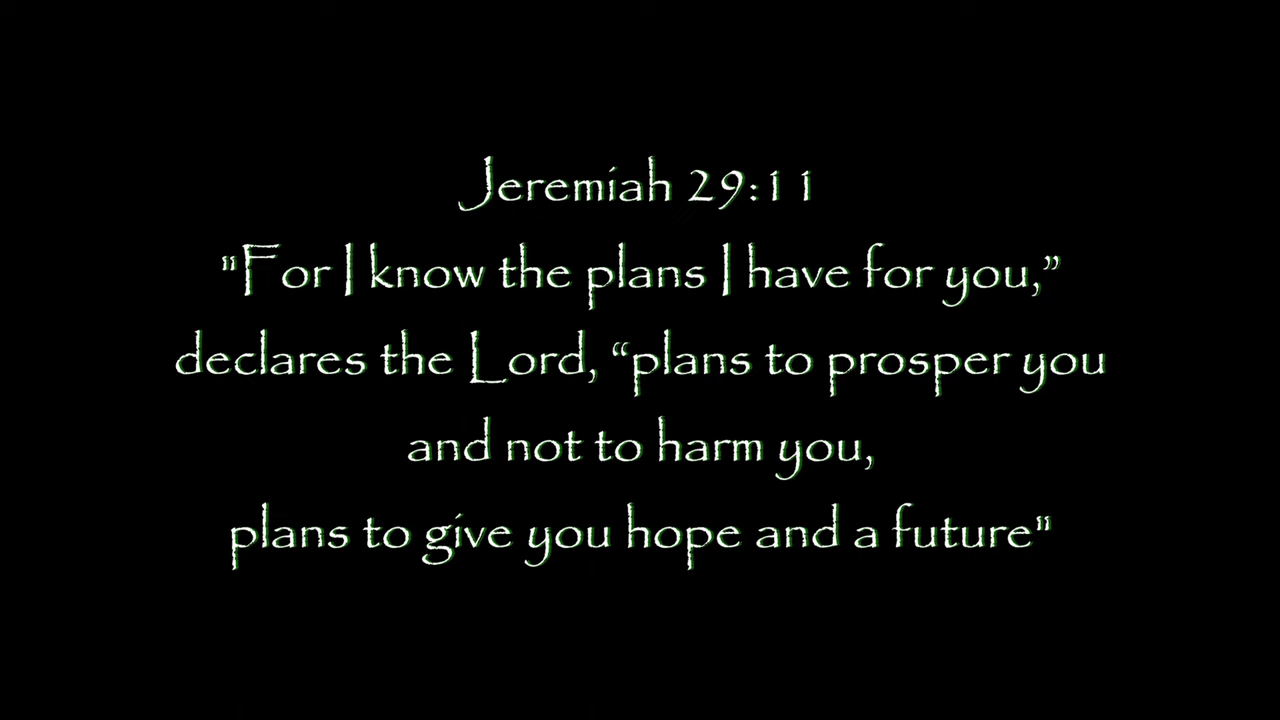 Jeremiah 29:11
"For I know the plans I have for you,”
declares the Lord, “plans to prosper you
and not to harm you,
plans to give you hope and a future"